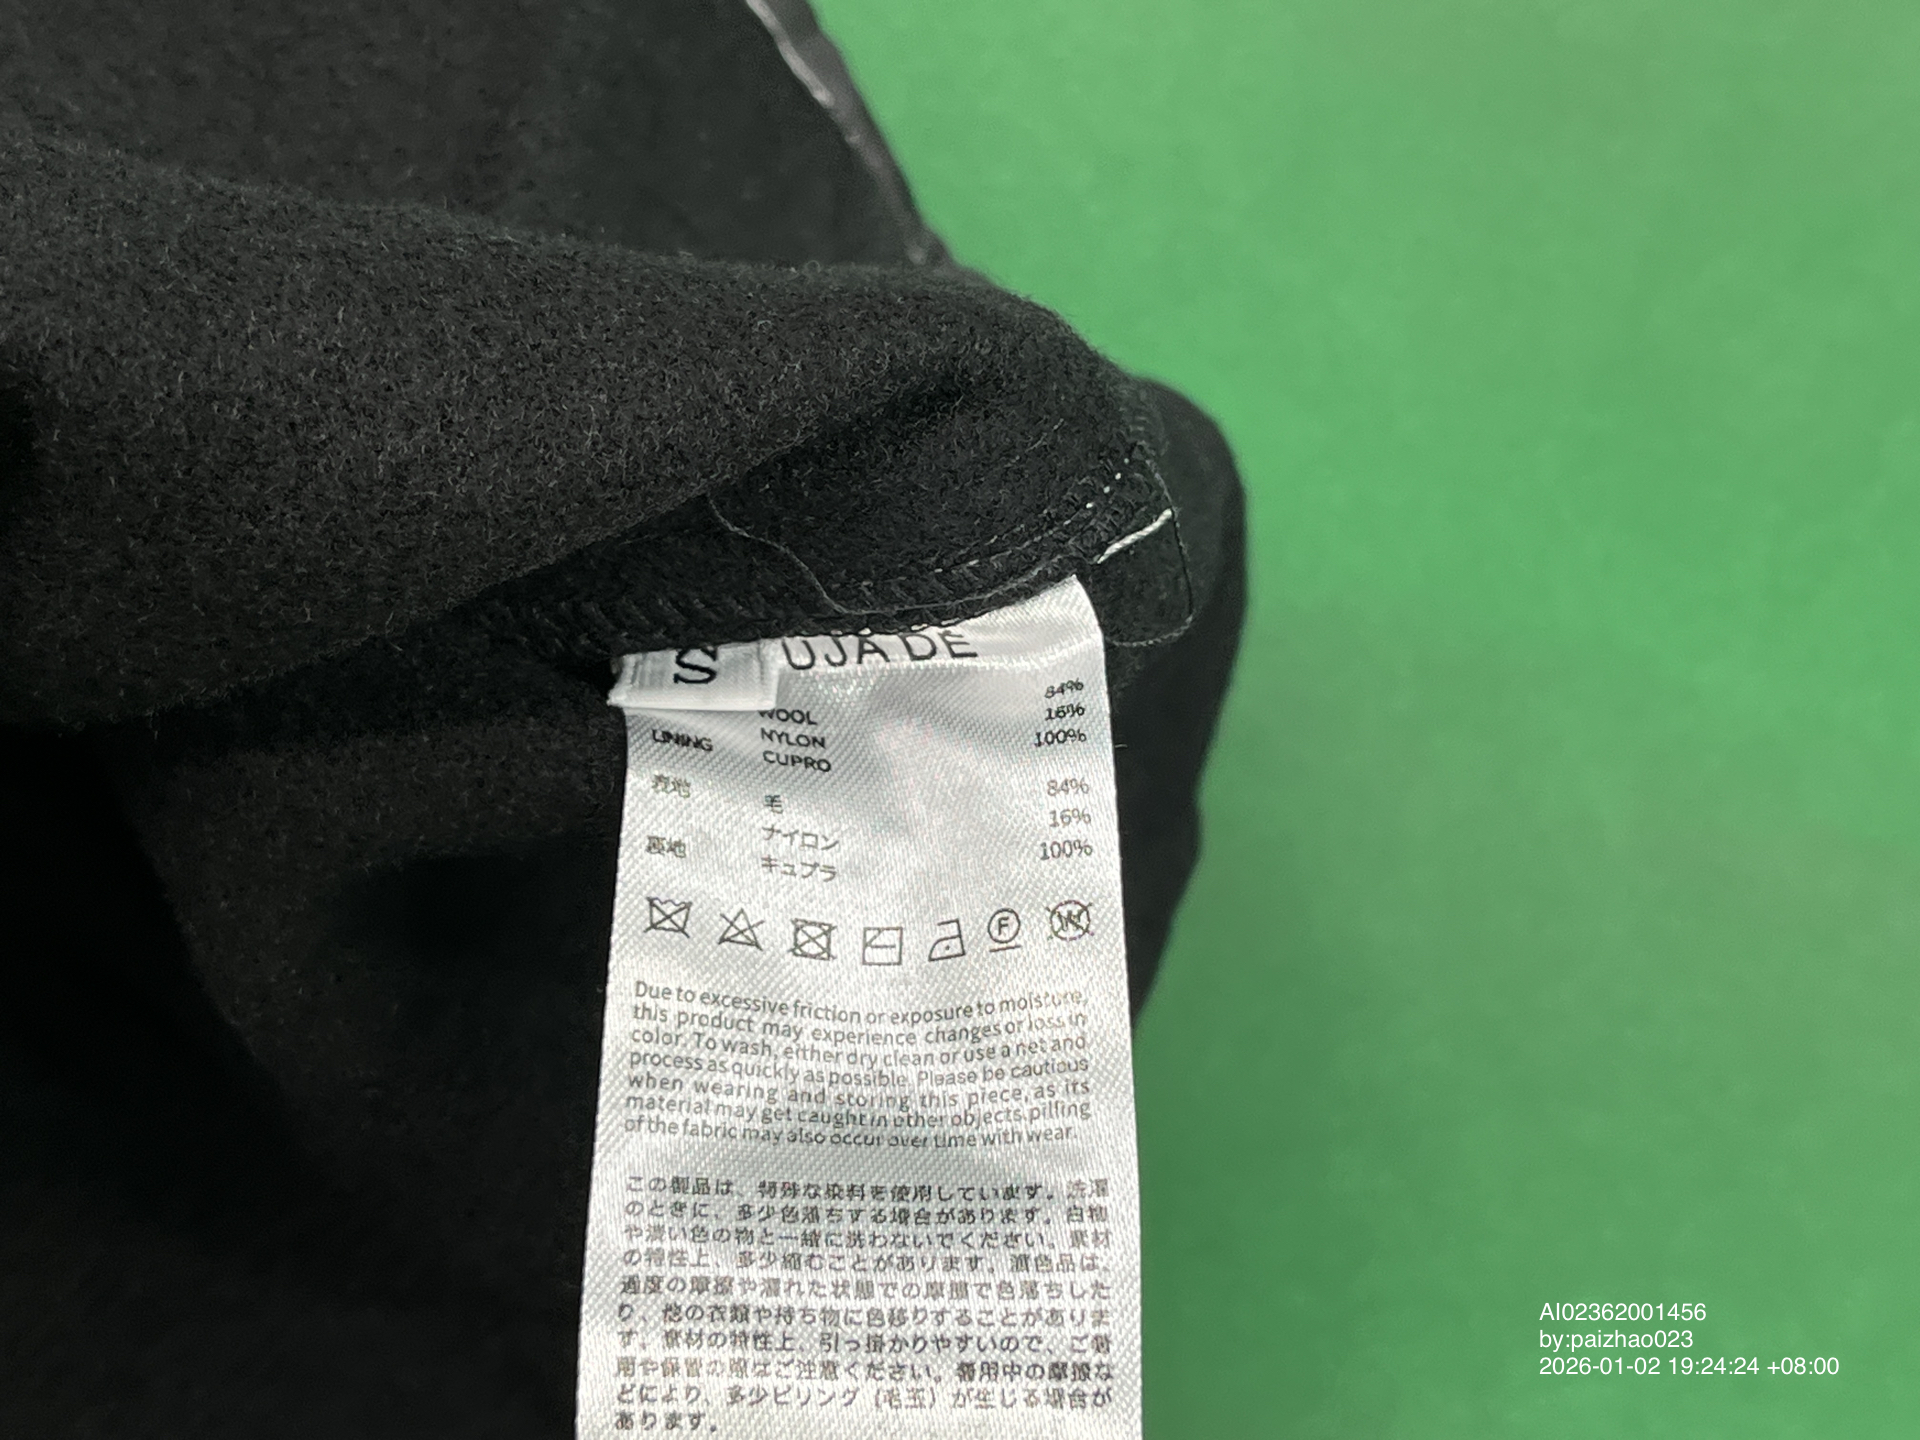 S
UJA DE
84%
WOOL 16%
LINING NYLON 100%
CUPRO
表地 84%
毛 16%
ナイロン
裏地 100%
キュプラ
F
W
Due to excessive friction or exposure to moisture,
this product may experience changes or loss in
color. To wash, either dry clean or use a net and
process as quickly as possible. Please be cautious
when wearing and storing this piece, as its
material may get caught in other objects. pilling
of the fabric may also occur over time with wear.
この製品は、特殊な染料を使用しています。洗濯
のときに、多少色落ちする場合があります。白物
や淡い色の物と一緒に洗わないでください。素材
の特性上、多少縮むことがあります。濃色品は、
過度の摩擦や濡れた状態での摩擦で色落ちした
り、他の衣類や持ち物に色移りすることがありま
す。素材の特性上、引っ掛かりやすいので、ご着
用や保管の際はご注意ください。着用中の摩擦な
どにより、多少ピリング(毛玉)が生じる場合が
あります。
AI02362001456
by:paizhao023
2026-01-02 19:24:24 +08:00